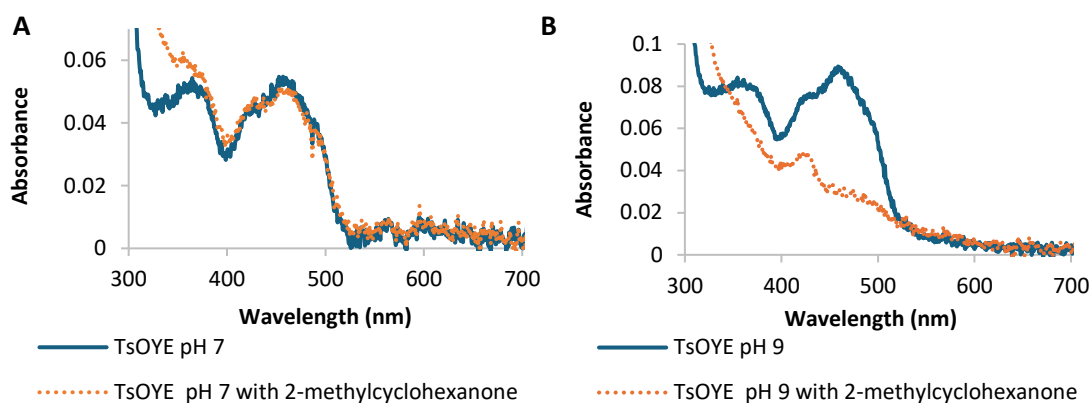 A
Absorbance
0.06
0.04
0.02
0
300 400 500 600 700
Wavelength (nm)
TsOYE pH 7
TsOYE pH 7 with 2-methylcyclohexanone
B
Absorbance
0.1
0.08
0.06
0.04
0.02
0
300 400 500 600 700
Wavelength (nm)
TsOYE pH 9
TsOYE pH 9 with 2-methylcyclohexanone